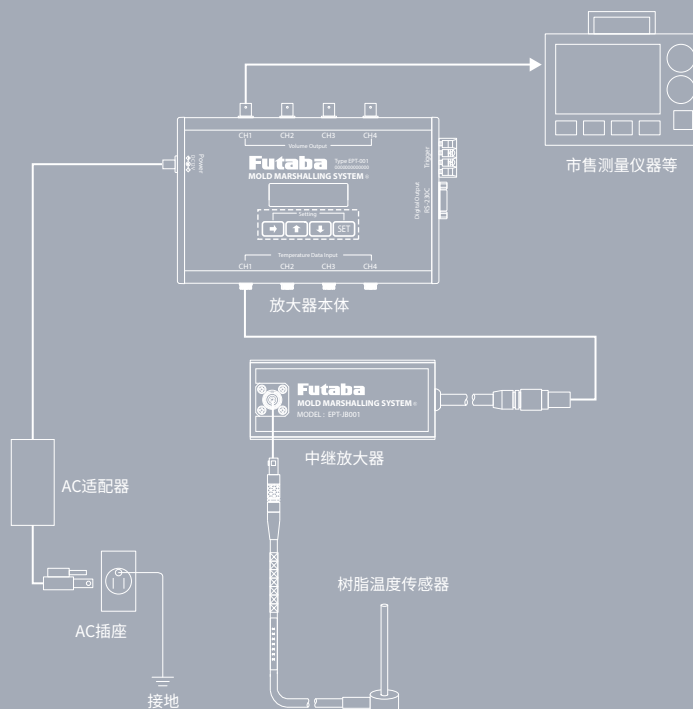 CH1 CH2 CH3 CH4
Volume Output
Power
Futaba Type EPT-001
MOLD MARSHALLING SYSTEM®
Trigger
Digital Output
RS-230C
Setting
SET
Temperature Data Input
CH1 CH2 CH3 CH4
市售测量仪器等
放大器本体
Futaba
MOLD MARSHALLING SYSTEM®
MODEL : EPT-JB001
中继放大器
AC适配器
树脂温度传感器
AC插座
接地